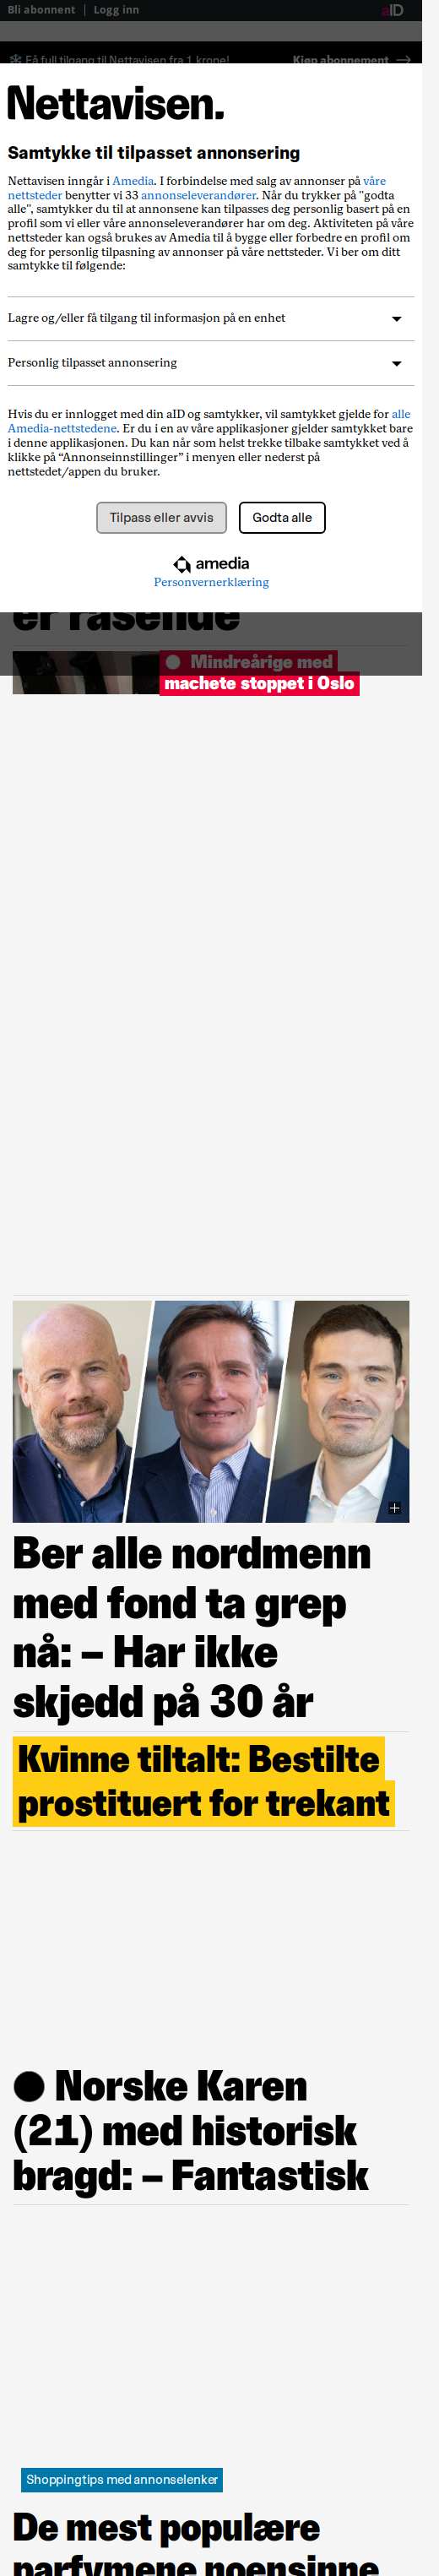 Bli abonnent
Logg inn
aID
Få full tilgang til Nettavisen fra 1 krone!
Kjøp abonnement
Nettavisen.
Samtykke til tilpasset annonsering
Nettavisen inngår i Amedia. I forbindelse med salg av annonser på våre
nettsteder benytter vi 33 annonseleverandører. Når du trykker på "godta
alle", samtykker du til at annonsene kan tilpasses deg personlig basert på en
profil som vi eller våre annonseleverandører har om deg. Aktiviteten på våre
nettsteder kan også brukes av Amedia til å bygge eller forbedre en profil om
deg for personlig tilpasning av annonser på våre nettsteder. Vi ber om ditt
samtykke til følgende:
Lagre og/eller få tilgang til informasjon på en enhet
Personlig tilpasset annonsering
Hvis du er innlogget med din aID og samtykker, vil samtykket gjelde for alle
Amedia-nettstedene. Er du i en av våre applikasjoner gjelder samtykket bare
i denne applikasjonen. Du kan når som helst trekke tilbake samtykket ved å
klikke på “Annonseinnstillinger” i menyen eller nederst på
nettstedet/appen du bruker.
Tilpass eller avvis
Godta alle
amedia
Personvernerklæring
er rasende
Mindreårige med
machete stoppet i Oslo
Ber alle nordmenn
med fond ta grep
nå: – Har ikke
skjedd på 30 år
Kvinne tiltalt: Bestilte
prostituert for trekant
Norske Karen
(21) med historisk
bragd: – Fantastisk
Shoppingtips med annonselenker
De mest populære
parfymene noensinne